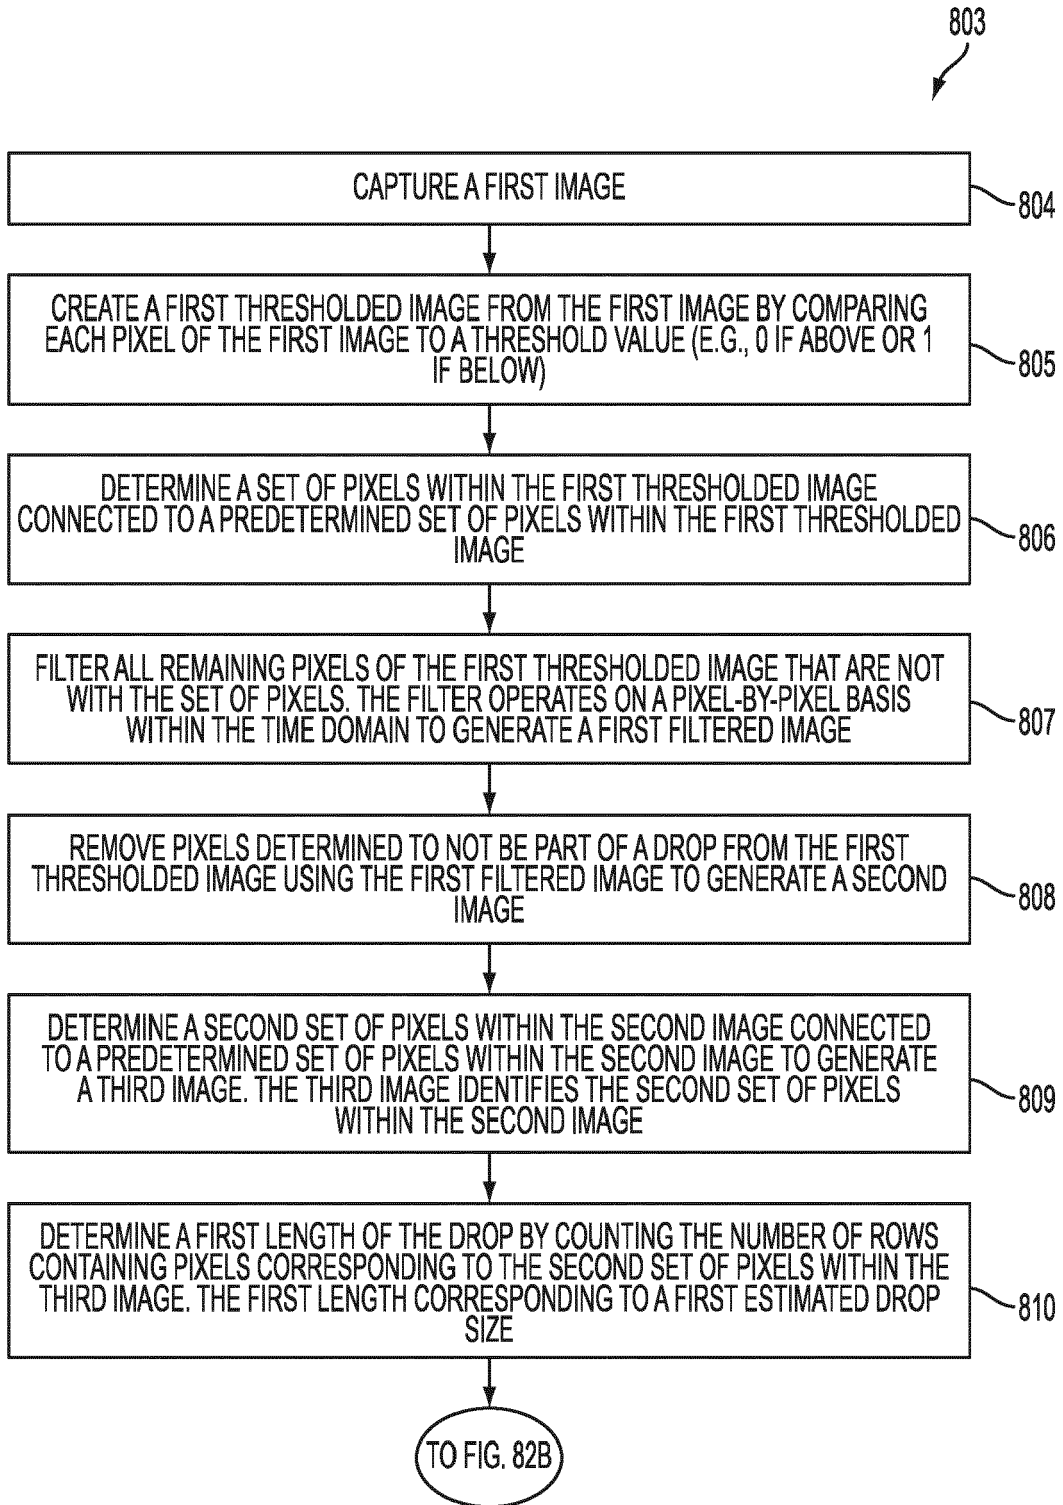 803
CAPTURE A FIRST IMAGE
804
CREATE A FIRST THRESHOLDED IMAGE FROM THE FIRST IMAGE BY COMPARING
EACH PIXEL OF THE FIRST IMAGE TO A THRESHOLD VALUE (E.G., 0 IF ABOVE OR 1
IF BELOW)
805
DETERMINE A SET OF PIXELS WITHIN THE FIRST THRESHOLDED IMAGE
CONNECTED TO A PREDETERMINED SET OF PIXELS WITHIN THE FIRST THRESHOLDED
IMAGE
806
FILTER ALL REMAINING PIXELS OF THE FIRST THRESHOLDED IMAGE THAT ARE NOT
WITH THE SET OF PIXELS. THE FILTER OPERATES ON A PIXEL-BY-PIXEL BASIS
WITHIN THE TIME DOMAIN TO GENERATE A FIRST FILTERED IMAGE
807
REMOVE PIXELS DETERMINED TO NOT BE PART OF A DROP FROM THE FIRST
THRESHOLDED IMAGE USING THE FIRST FILTERED IMAGE TO GENERATE A SECOND
IMAGE
808
DETERMINE A SECOND SET OF PIXELS WITHIN THE SECOND IMAGE CONNECTED
TO A PREDETERMINED SET OF PIXELS WITHIN THE SECOND IMAGE TO GENERATE
A THIRD IMAGE. THE THIRD IMAGE IDENTIFIES THE SECOND SET OF PIXELS
WITHIN THE SECOND IMAGE
809
DETERMINE A FIRST LENGTH OF THE DROP BY COUNTING THE NUMBER OF ROWS
CONTAINING PIXELS CORRESPONDING TO THE SECOND SET OF PIXELS WITHIN THE
THIRD IMAGE. THE FIRST LENGTH CORRESPONDING TO A FIRST ESTIMATED DROP
SIZE
810
TO FIG. 82B